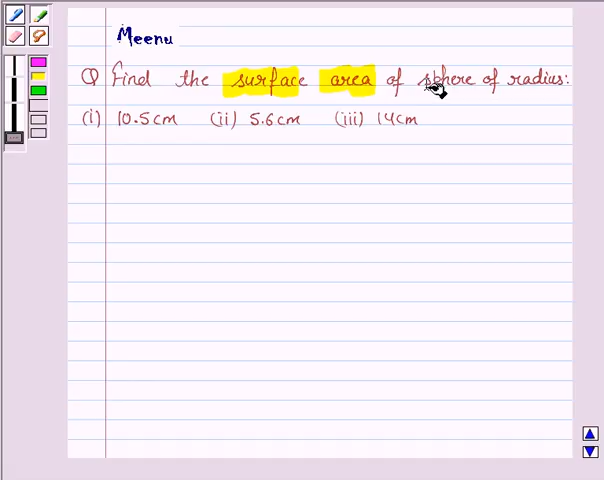 Meenu
Q Find the surface area of sphere of radius:
(i) 10.5cm (ii) 5.6cm (iii) 14cm